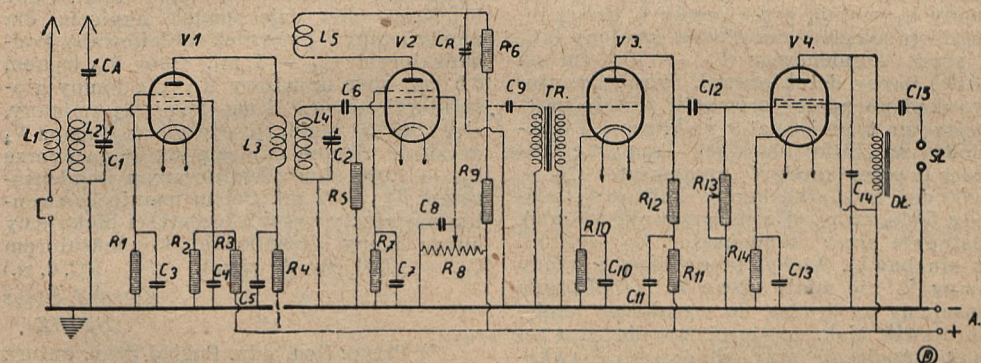 V1 L5 V2 CR R6 V3. V4.
CA
C6 C9 TR. C12 C15
L1 L2 C1 L3 L4 C2 SŁ
R5 R9 R12 R13 C14 DŁ.
C8
R1 R2 R3 R4 R7 R8 R10 R11 R14
C3 C4 C5 C7 C10 C11 C13
− A.
+